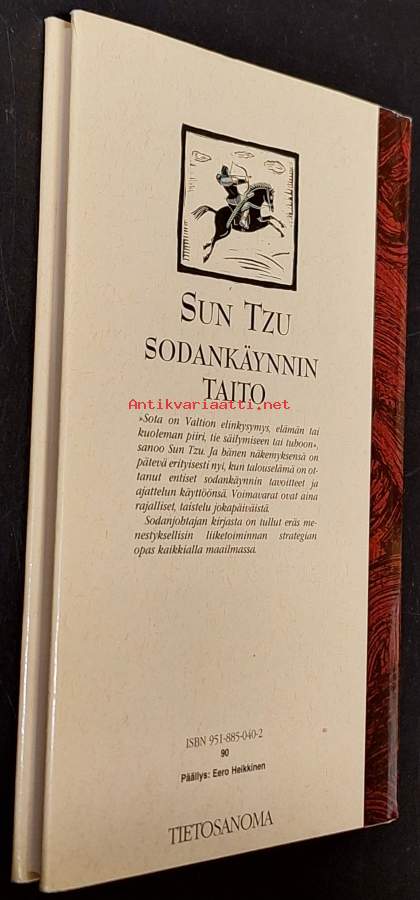 SUN TZU
SODANKÄYNNIN
TAITO
Antikvariaatti.net
»Sota on Valtion elinkysymys, elämän tai
kuoleman piiri, tie säilymiseen tai tuhoon»,
sanoo Sun Tzu. Ja hänen näkemyksensä on
pätevä erityisesti nyt, kun talouselämä on ot-
tanut entiset sodankäynnin tavoitteet ja
ajattelun käyttöönsä. Voimavarat ovat aina
rajalliset, taistelu jokapäiväistä.
Sodanjohtajan kirjasta on tullut eräs me-
nestyksellisin liiketoiminnan strategian
opas kaikkialla maailmassa.
ISBN 951-885-040-2
90
Päällys: Eero Heikkinen
TIETOSANOMA